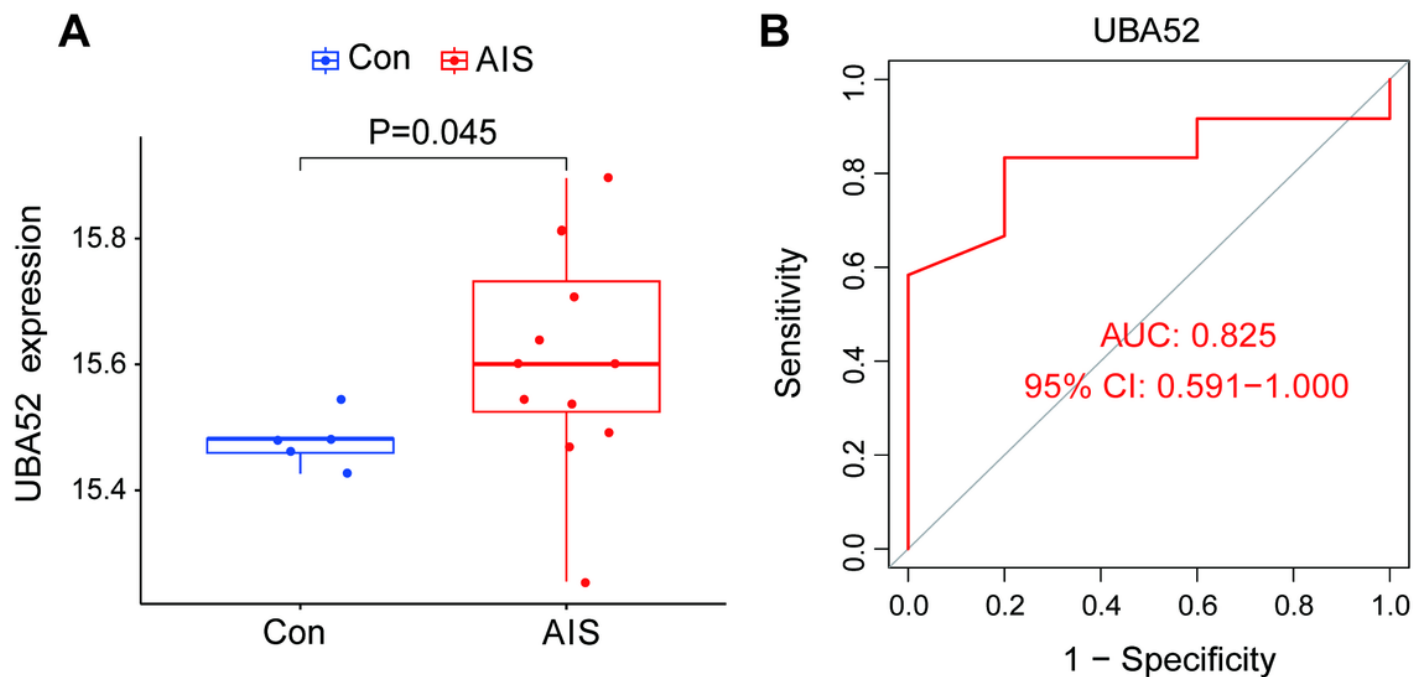 A
Con AIS
P=0.045
UBA52 expression
15.8
15.6
15.4
Con AIS
B
UBA52
Sensitivity
1.0
0.8
0.6
0.4
0.2
0.0
AUC: 0.825
95% CI: 0.591−1.000
0.0 0.2 0.4 0.6 0.8 1.0
1 − Specificity